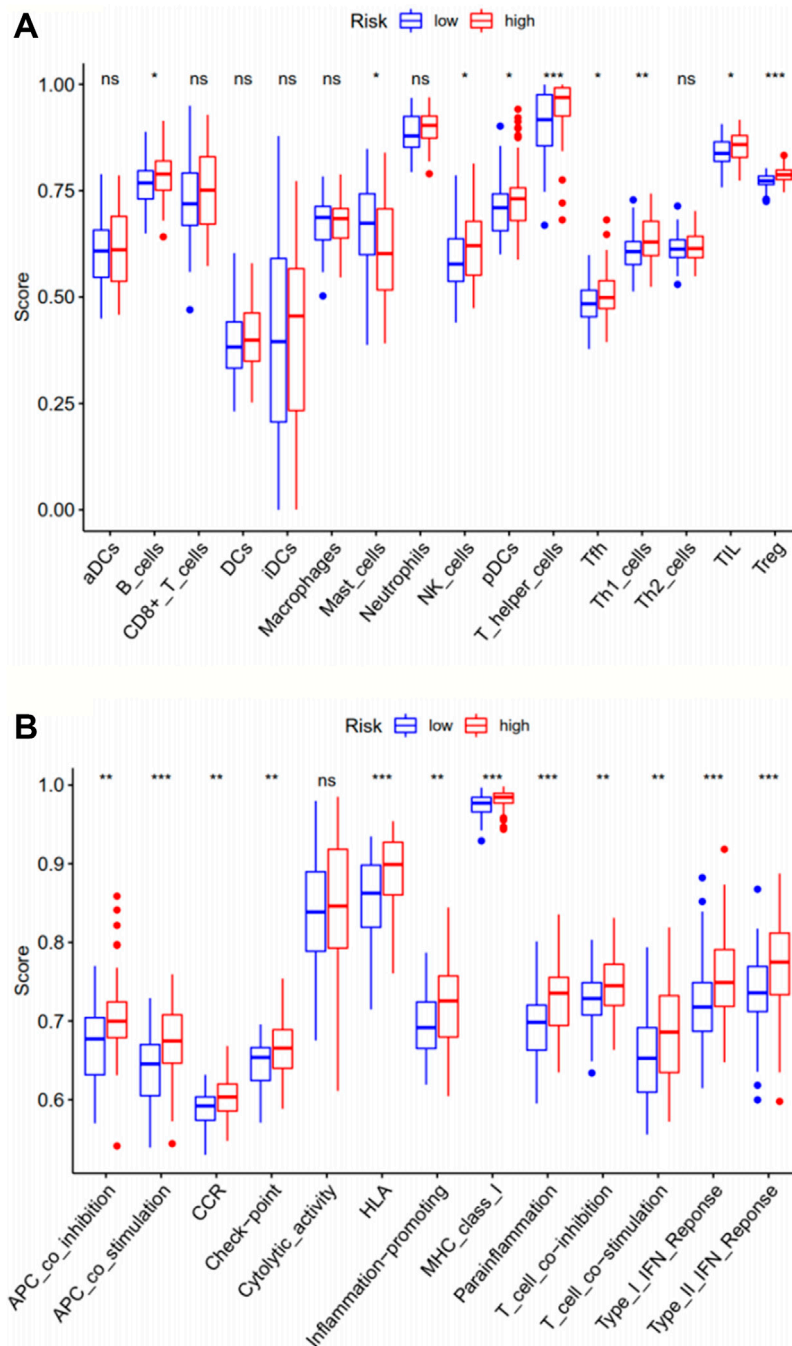 A
Risk low high
ns * ns ns ns ns * ns * * *** * ** ns * ***
1.00
0.75
0.50
0.25
0.00
Score
aDCs
B_cells
CD8+_T_cells
DCs
iDCs
Macrophages
Mast_cells
Neutrophils
NK_cells
pDCs
T_helper_cells
Tfh
Th1_cells
Th2_cells
TIL
Treg
B
Risk low high
** *** ** ** ns *** ** *** *** ** ** *** ***
1.0
0.9
0.8
0.7
0.6
Score
APC_co_inhibition
APC_co_stimulation
CCR
Check-point
Cytolytic_activity
HLA
Inflammation-promoting
MHC_class_I
Parainflammation
T_cell_co-inhibition
T_cell_co-stimulation
Type_I_IFN_Reponse
Type_II_IFN_Reponse